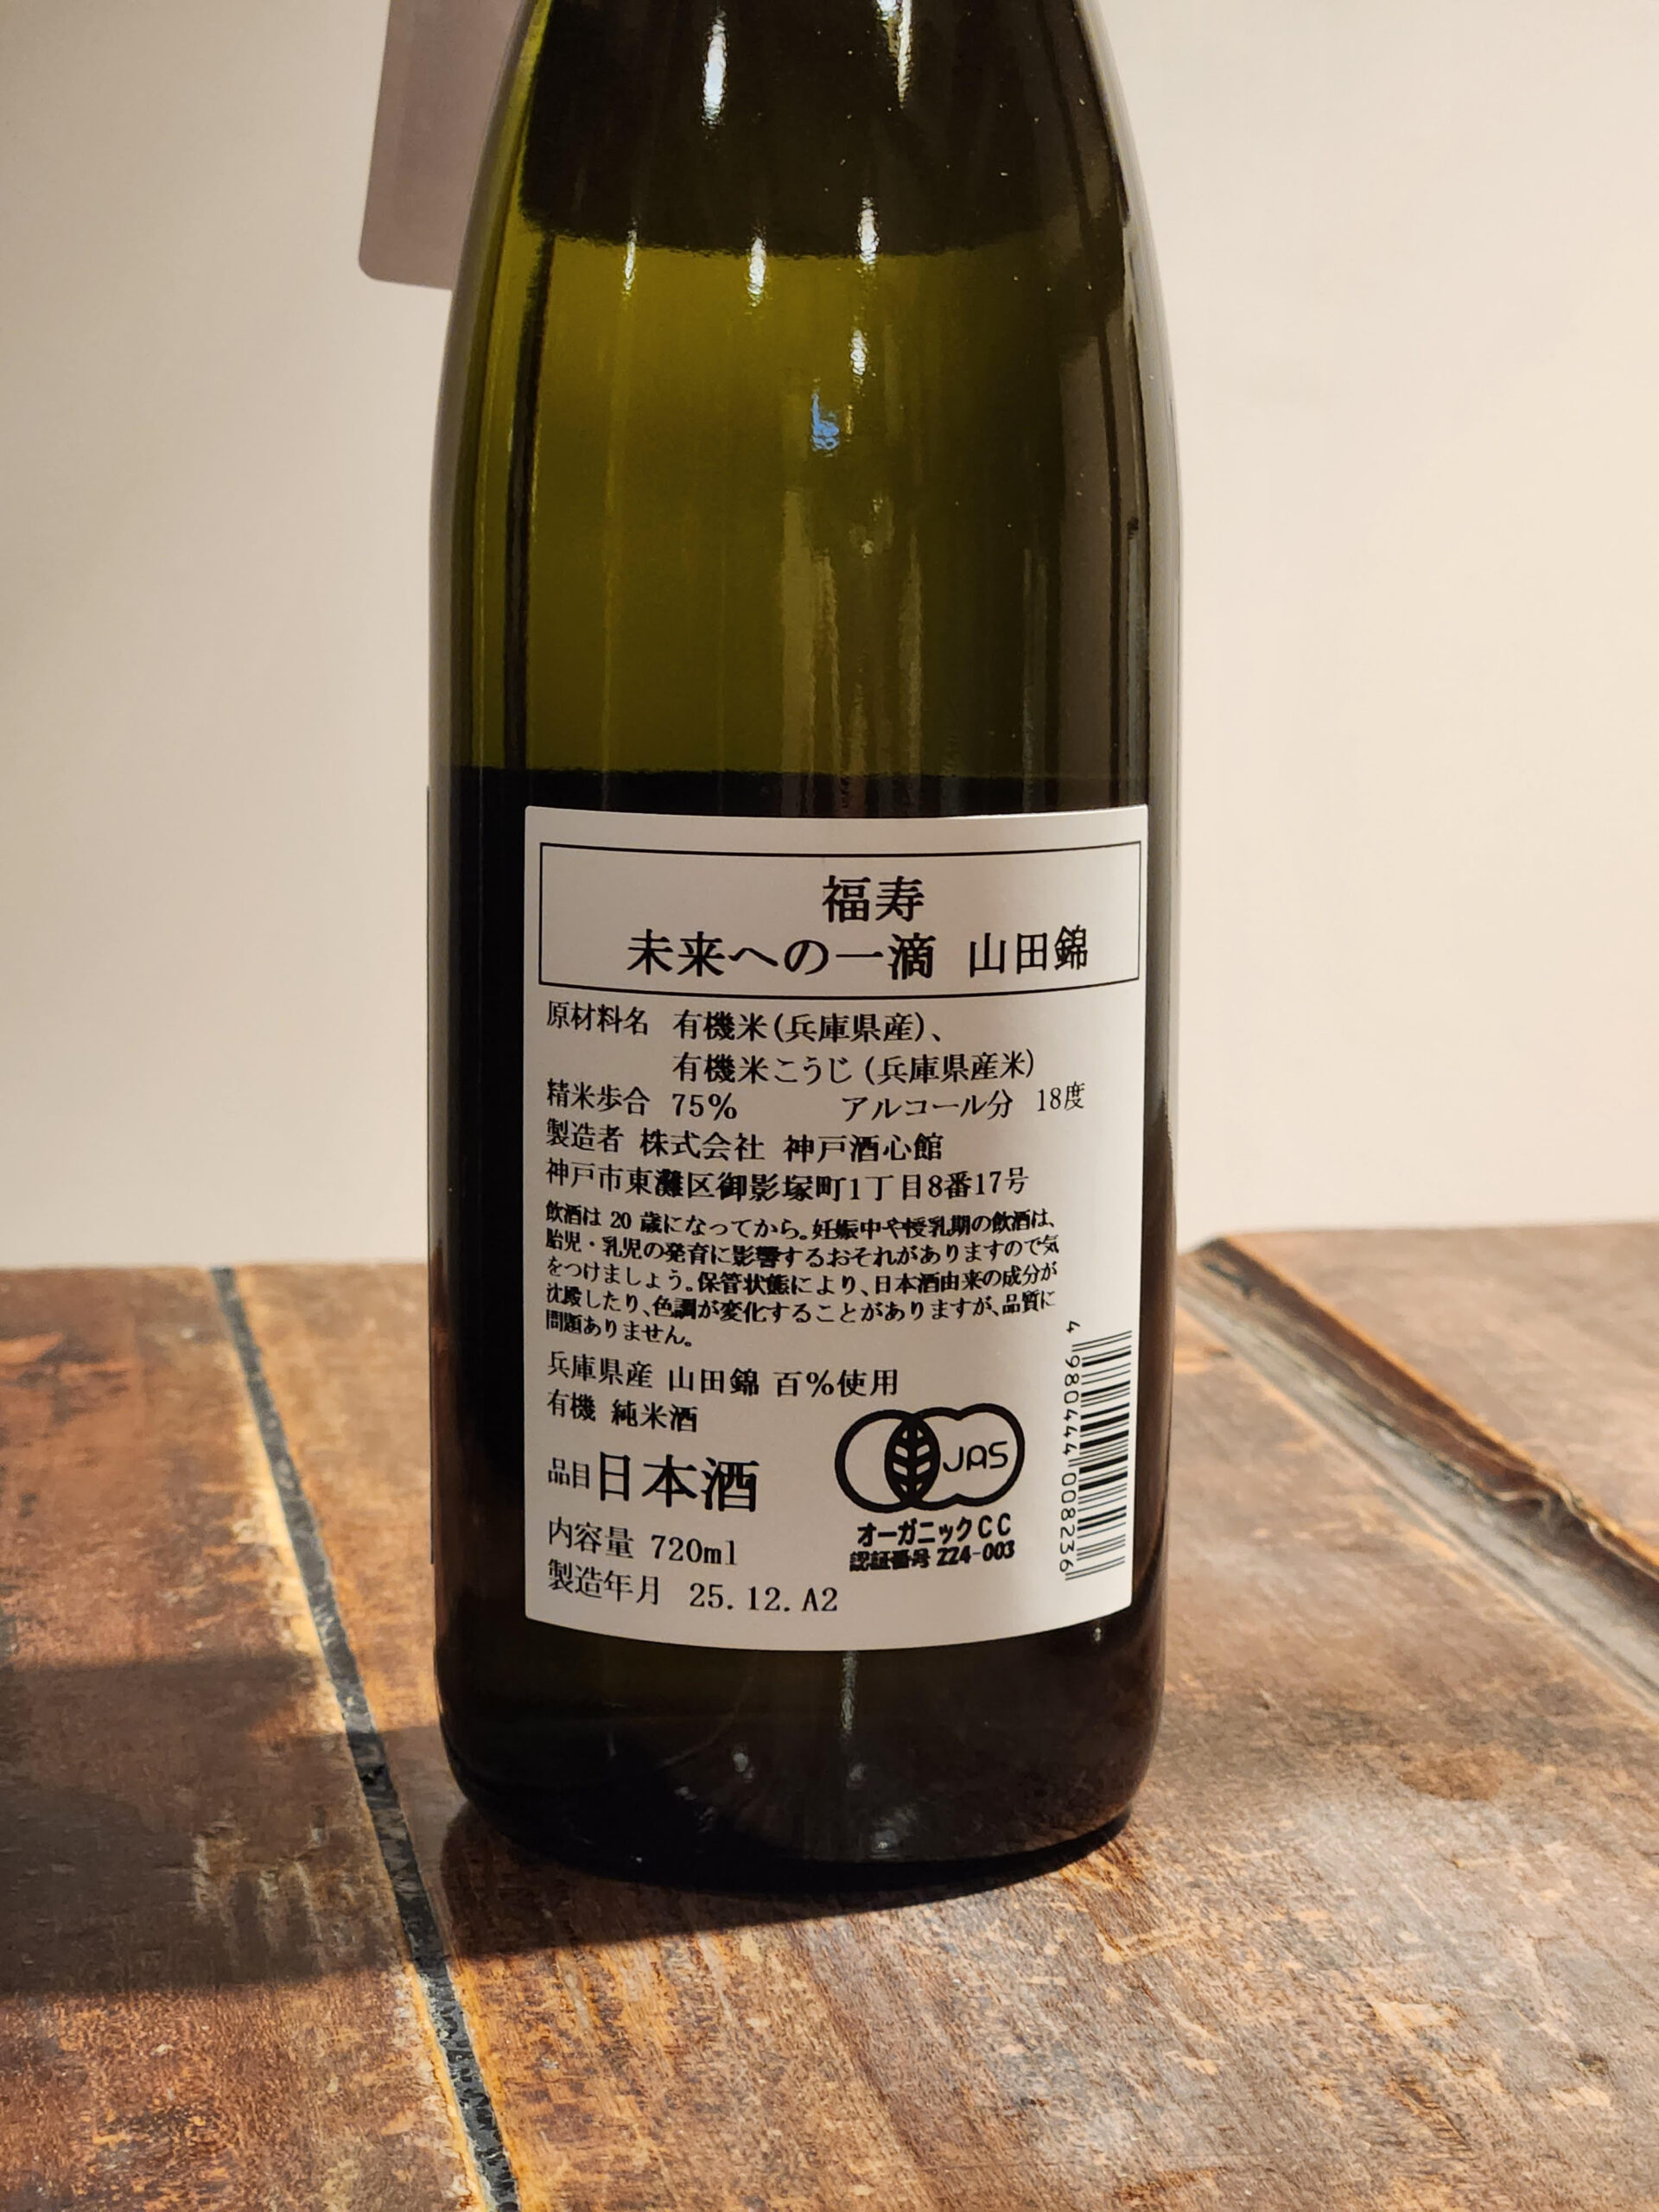 福寿
未来への一滴 山田錦
原材料名 有機米(兵庫県産)、
有機米こうじ(兵庫県産米)
精米歩合 75% アルコール分 18度
製造者 株式会社 神戸酒心館
神戸市東灘区御影塚町1丁目8番17号
飲酒は 20 歳になってから。妊娠中や授乳期の飲酒は、
胎児・乳児の発育に影響するおそれがありますので気
をつけましょう。保管状態により、日本酒由来の成分が
沈殿したり、色調が変化することがありますが、品質に
問題ありません。
兵庫県産 山田錦 百%使用
有機 純米酒
品目 日本酒
内容量 720ml
製造年月 25.12.A2
JAS
オーガニックCC
認証番号 Z24-003
4 980444 008236